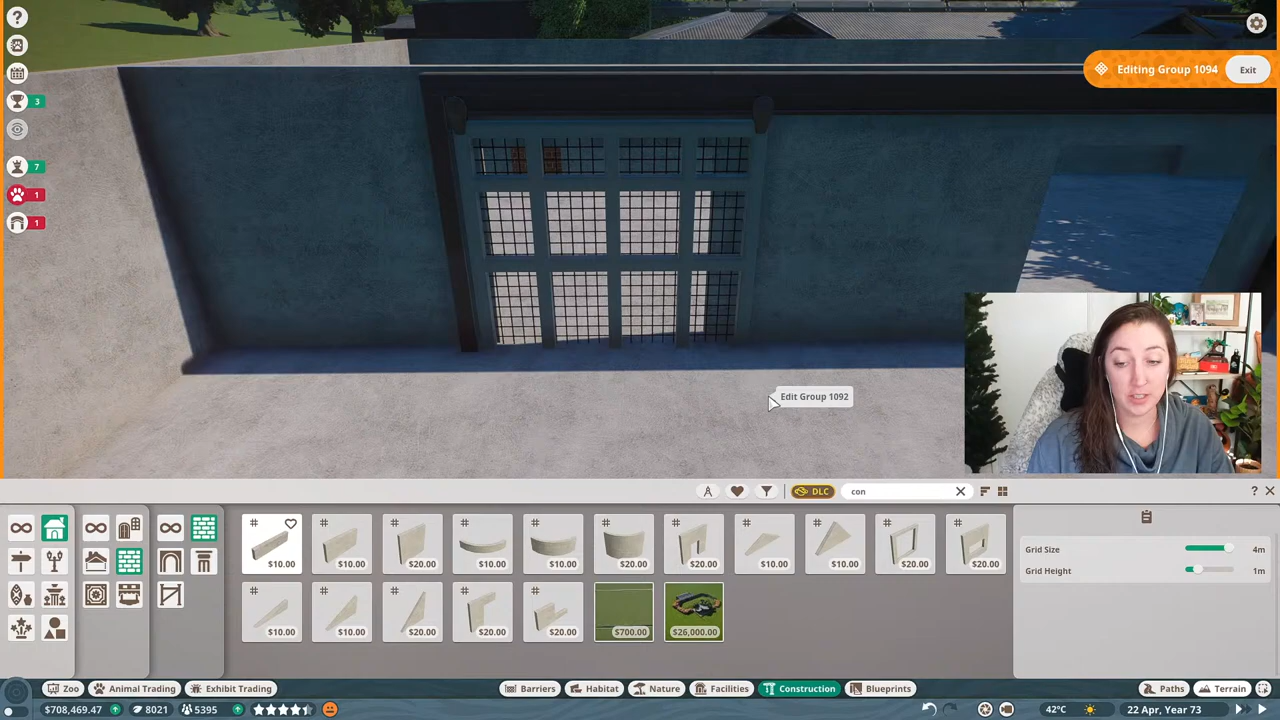 ?
Editing Group 1094
Exit
3
7
1
1
Edit Group 1092
DLC
con
?
$10.00
$10.00
$20.00
$10.00
$10.00
$20.00
$20.00
$10.00
$10.00
$20.00
$20.00
$10.00
$10.00
$20.00
$20.00
$20.00
$700.00
$26,000.00
Grid Size
4m
Grid Height
1m
Zoo
Animal Trading
Exhibit Trading
Barriers
Habitat
Nature
Facilities
Construction
Blueprints
Paths
Terrain
$708,469.47
8021
5395
42°C
22 Apr, Year 73